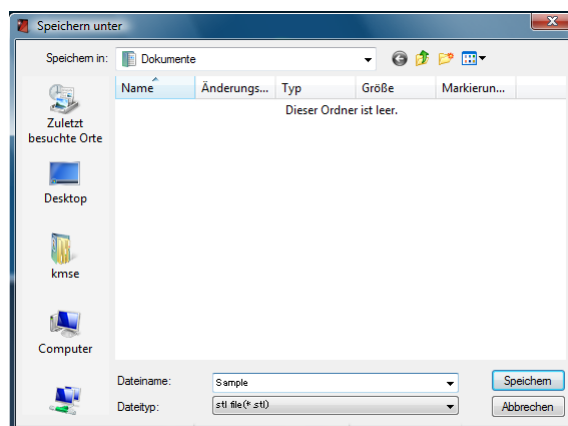 Speichern unter
Speichern in: Dokumente
Name Änderungs... Typ Größe Markierun...
Dieser Ordner ist leer.
Zuletzt
besuchte Orte
Desktop
kmse
Computer
Dateiname: Sample Speichern
Dateityp: stl file(*.stl) Abbrechen